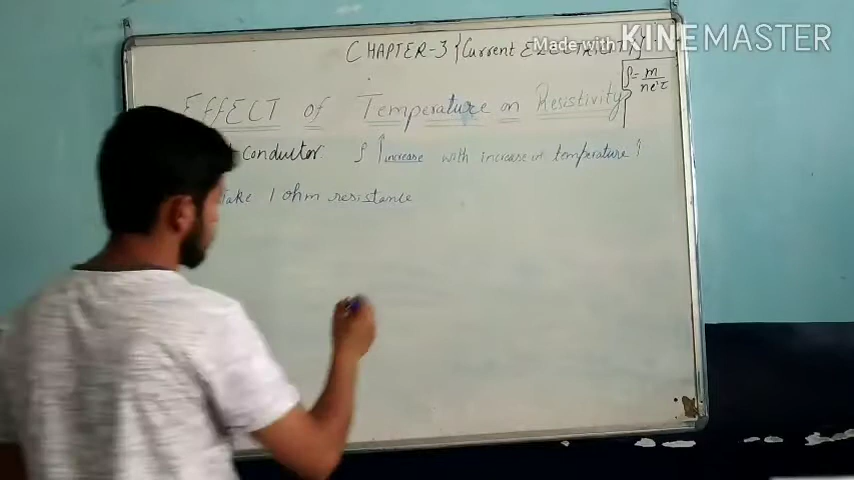 CHAPTER-3 {Current ELECTRICITY}
Made with KINEMASTER
ρ = m / ne²τ
EFFECT of Temperature on Resistivity
Conductor: ρ ↑ increase with increase in temperature ↑
Take 1 ohm resistance